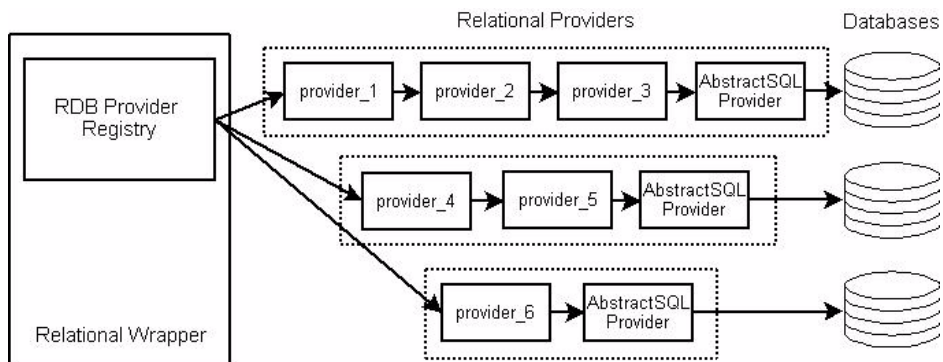 Relational Providers
Databases
RDB Provider
Registry
provider_1
provider_2
provider_3
AbstractSQL
Provider
provider_4
provider_5
AbstractSQL
Provider
provider_6
AbstractSQL
Provider
Relational Wrapper